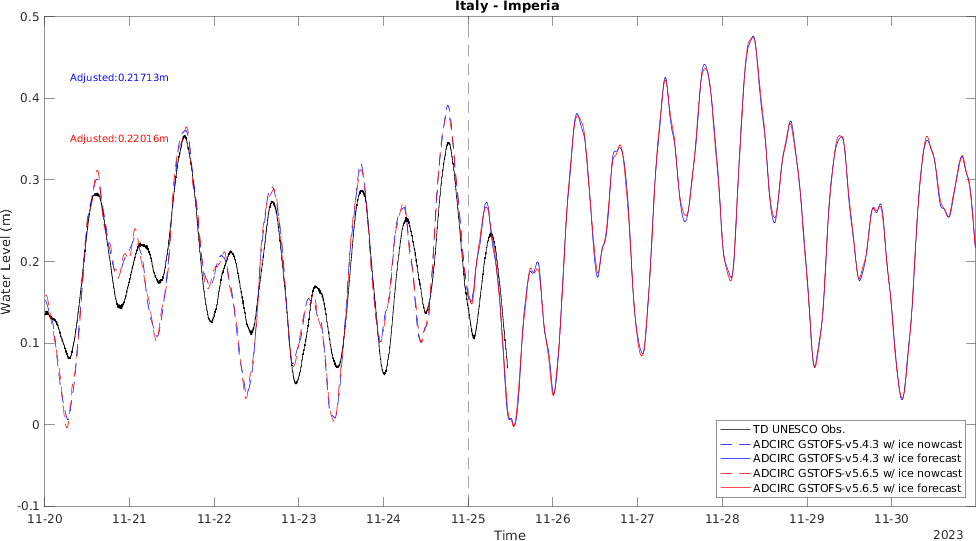 Italy - Imperia
Water Level (m)
0.5
0.4
0.3
0.2
0.1
0
-0.1
Adjusted:0.21713m
Adjusted:0.22016m
TD UNESCO Obs.
ADCIRC GSTOFS-v5.4.3 w/ ice nowcast
ADCIRC GSTOFS-v5.4.3 w/ ice forecast
ADCIRC GSTOFS-v5.6.5 w/ ice nowcast
ADCIRC GSTOFS-v5.6.5 w/ ice forecast
11-20 11-21 11-22 11-23 11-24 11-25 11-26 11-27 11-28 11-29 11-30
Time
2023